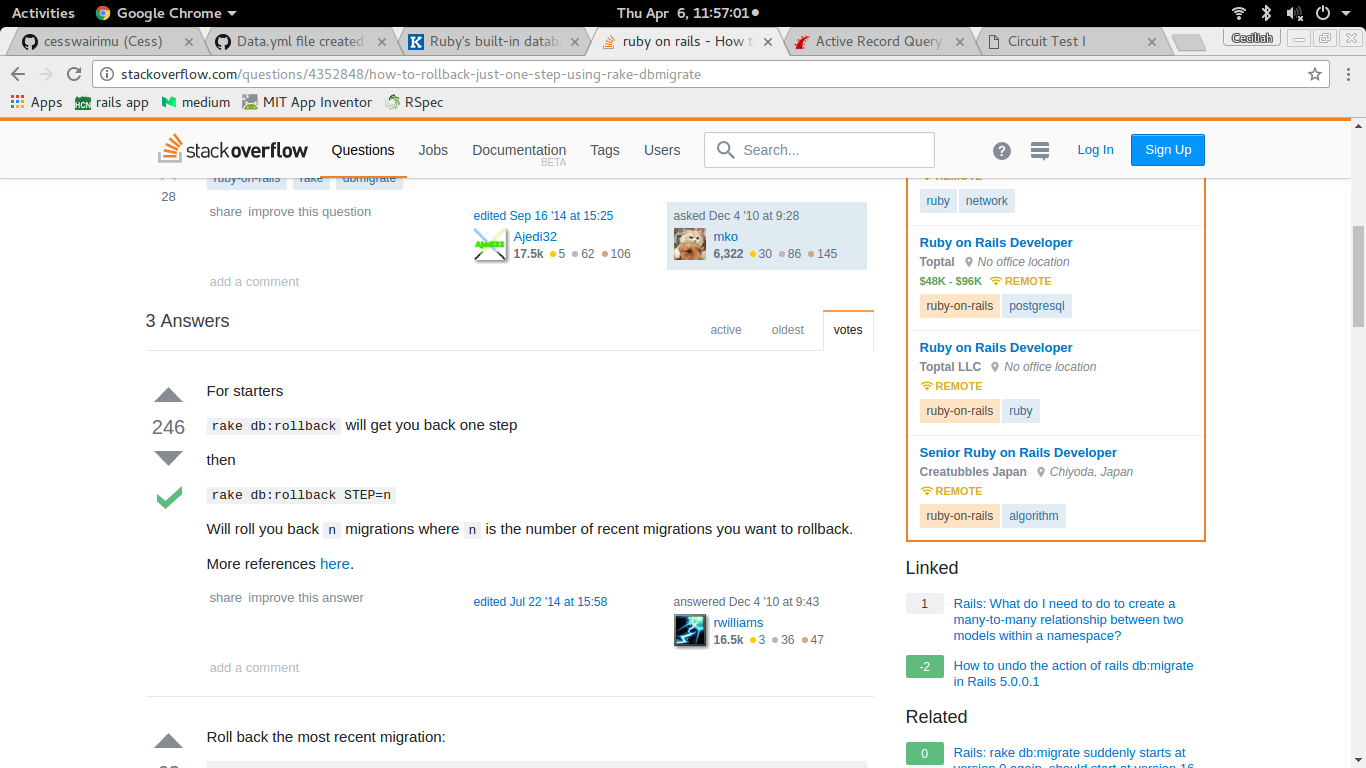 Activities Google Chrome Thu Apr 6, 11:57:01
cesswairimu (Cess) Data.yml file created Ruby's built-in datab ruby on rails - How t Active Record Query Circuit Test I Ceciliah
stackoverflow.com/questions/4352848/how-to-rollback-just-one-step-using-rake-dbmigrate
Apps HCN rails app medium MIT App Inventor RSpec
stackoverflow Questions Jobs Documentation BETA Tags Users Search... Log In Sign Up
28
ruby-on-rails rake dbmigrate
share improve this question
edited Sep 16 '14 at 15:25
Ajedi32
17.5k 5 62 106
asked Dec 4 '10 at 9:28
mko
6,322 30 86 145
add a comment
3 Answers
active oldest votes
246
For starters
rake db:rollback will get you back one step
then
rake db:rollback STEP=n
Will roll you back n migrations where n is the number of recent migrations you want to rollback.
More references here.
share improve this answer
edited Jul 22 '14 at 15:58
answered Dec 4 '10 at 9:43
rwilliams
16.5k 3 36 47
add a comment
Roll back the most recent migration:
REMOTE
ruby network
Ruby on Rails Developer
Toptal No office location
$48K - $96K REMOTE
ruby-on-rails postgresql
Ruby on Rails Developer
Toptal LLC No office location
REMOTE
ruby-on-rails ruby
Senior Ruby on Rails Developer
Creatubbles Japan Chiyoda, Japan
REMOTE
ruby-on-rails algorithm
Linked
1 Rails: What do I need to do to create a
many-to-many relationship between two
models within a namespace?
-2 How to undo the action of rails db:migrate
in Rails 5.0.0.1
Related
0 Rails: rake db:migrate suddenly starts at
version 0 again, should start at version 16